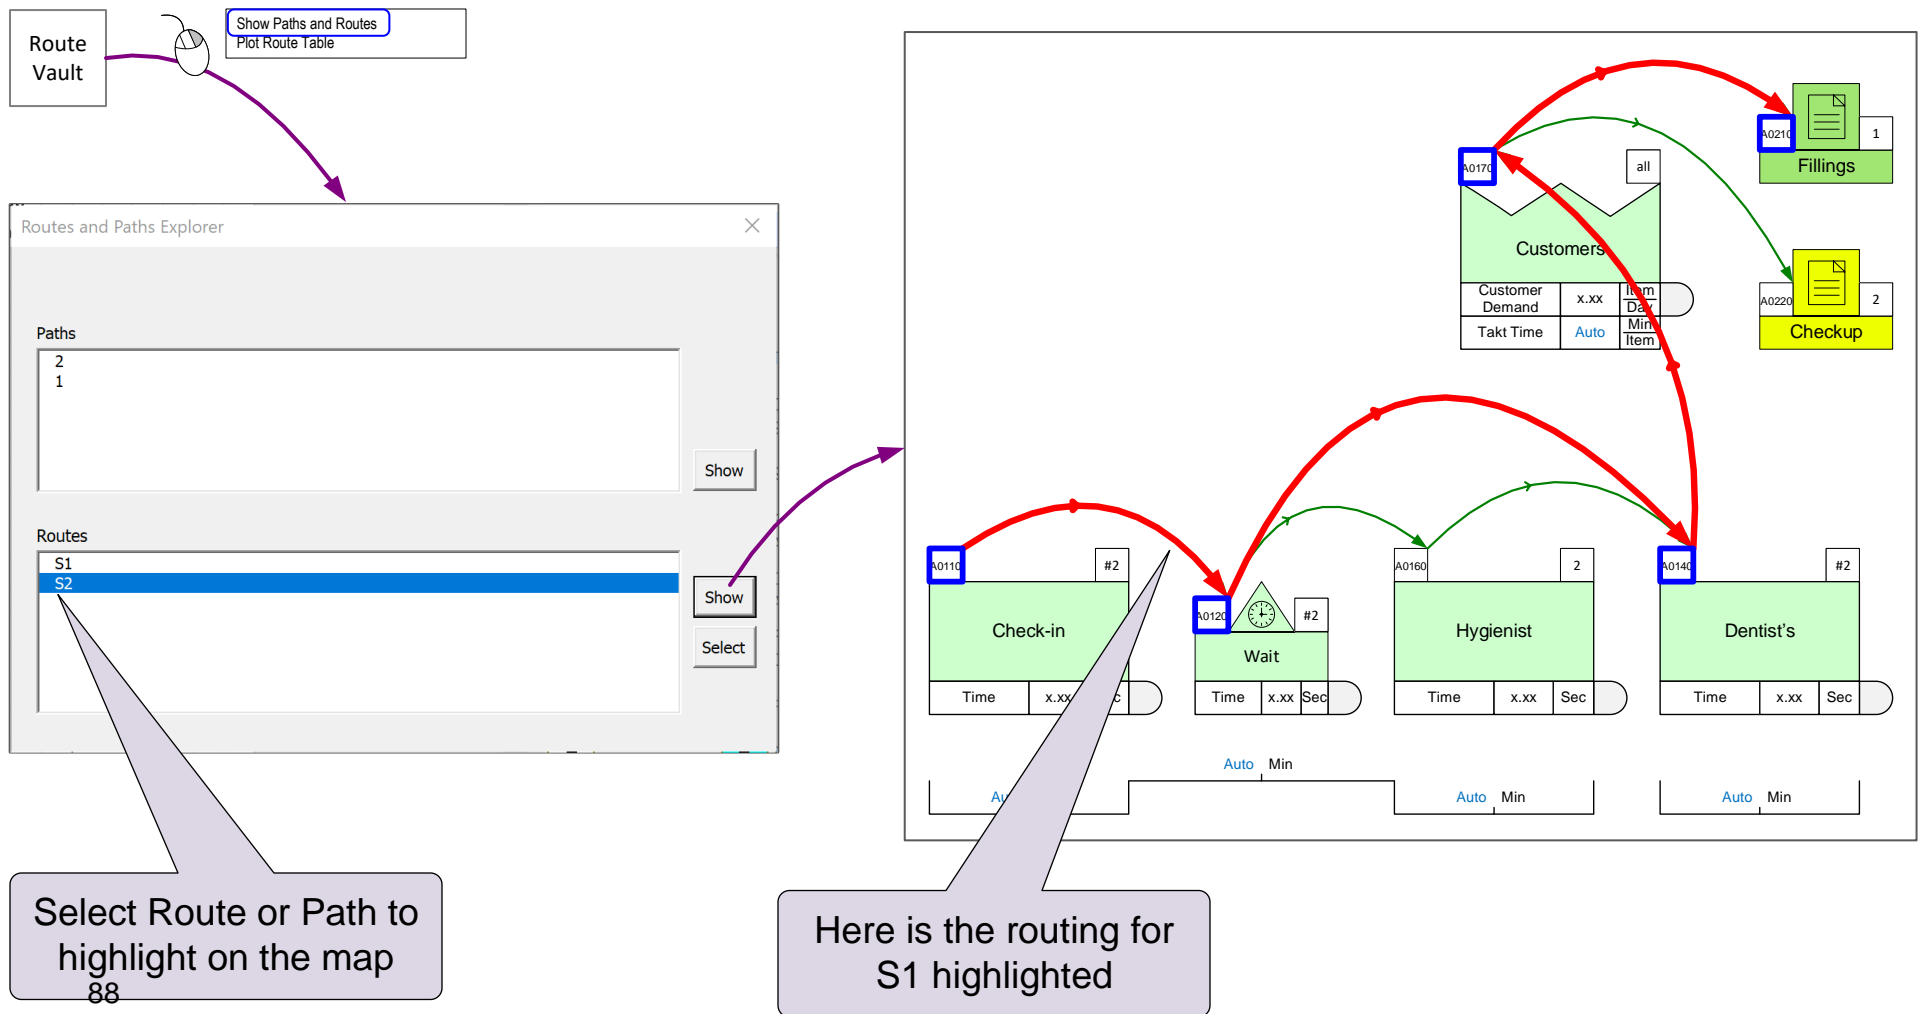 Route
Vault
Show Paths and Routes
Plot Route Table
Routes and Paths Explorer
Paths
2
1
Show
Routes
S1
S2
Show
Select
Select Route or Path to
highlight on the map
88
A0170
all
Customers
Customer
Demand
x.xx
Item
Day
Takt Time
Auto
Min
Item
A0210
1
Fillings
A0220
2
Checkup
A0110
#2
Check-in
Time
x.xx
A0120
#2
Wait
Time
x.xx
Sec
A0160
2
Hygienist
Time
x.xx
Sec
A0140
#2
Dentist's
Time
x.xx
Sec
Auto Min
Auto Min
Auto Min
Here is the routing for
S1 highlighted